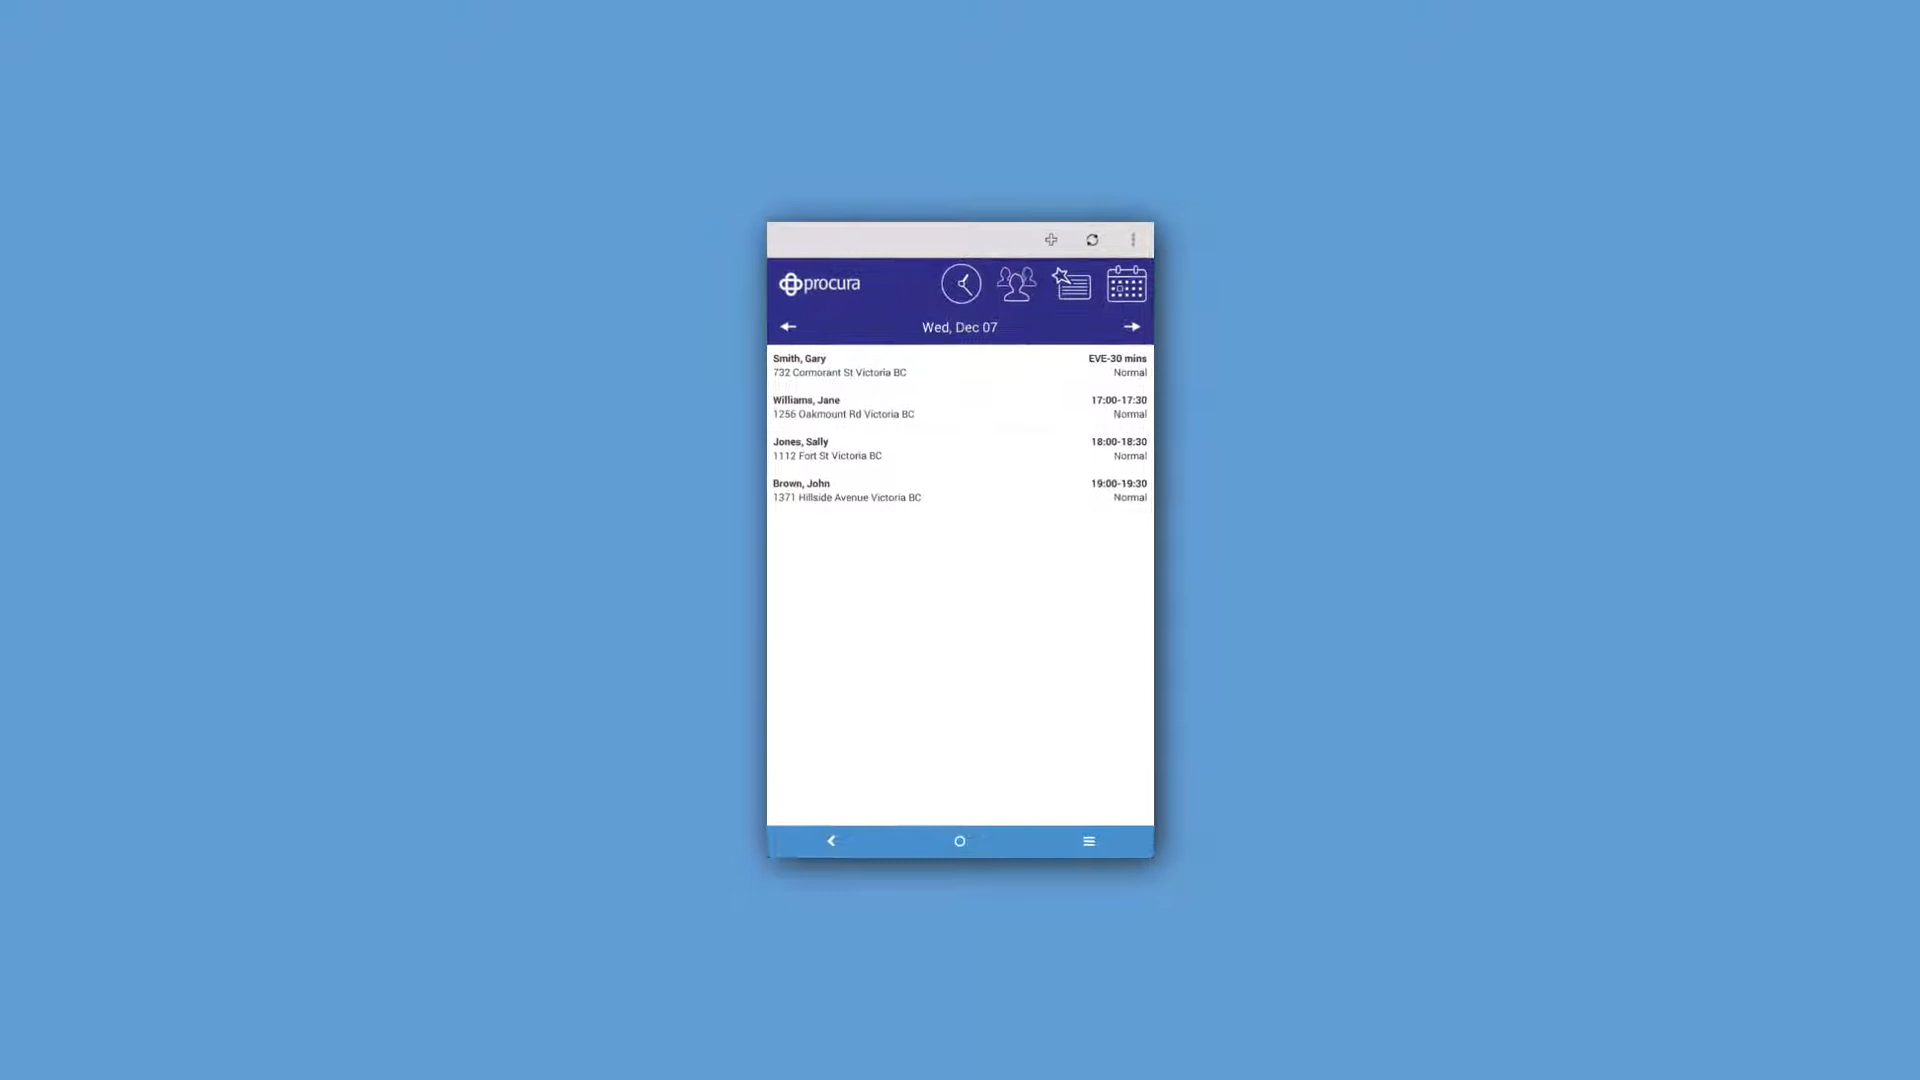 procura
Wed, Dec 07
Smith, Gary EVE-30 mins
732 Cormorant St Victoria BC Normal
Williams, Jane 17:00-17:30
1256 Oakmount Rd Victoria BC Normal
Jones, Sally 18:00-18:30
1112 Fort St Victoria BC Normal
Brown, John 19:00-19:30
1371 Hillside Avenue Victoria BC Normal